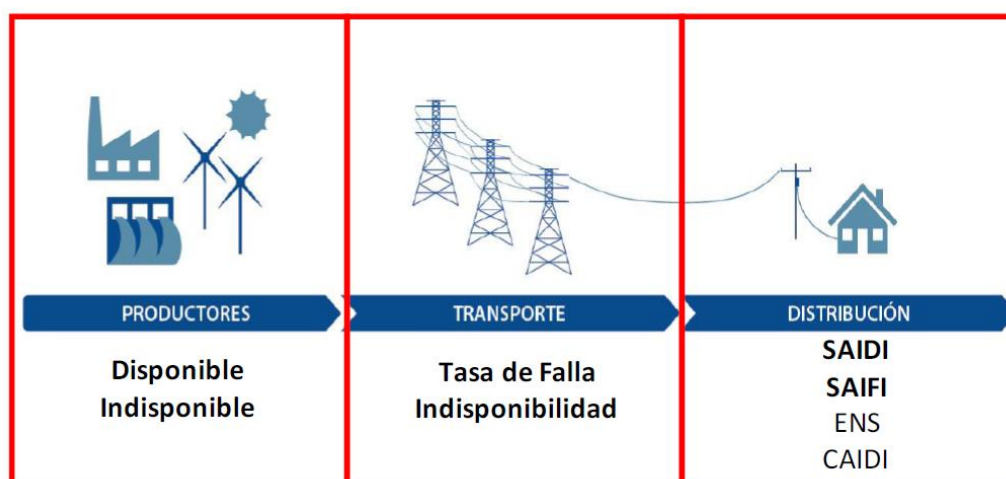 PRODUCTORES
Disponible
Indisponible
TRANSPORTE
Tasa de Falla
Indisponibilidad
DISTRIBUCIÓN
SAIDI
SAIFI
ENS
CAIDI